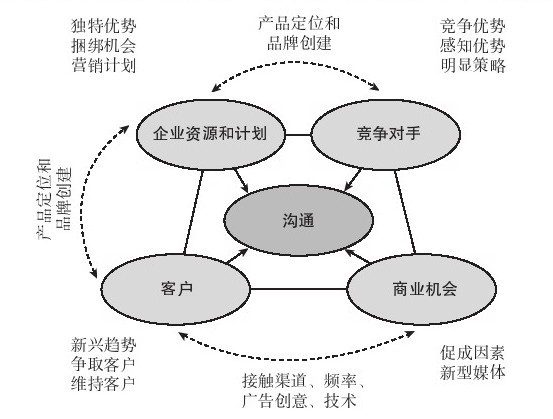 独特优势
捆绑机会
营销计划
产品定位和
品牌创建
竞争优势
感知优势
明显策略
企业资源和计划
竞争对手
产品定位和
品牌创建
沟通
客户
商业机会
新兴趋势
争取客户
维持客户
接触渠道、频率、
广告创意、技术
促成因素
新型媒体